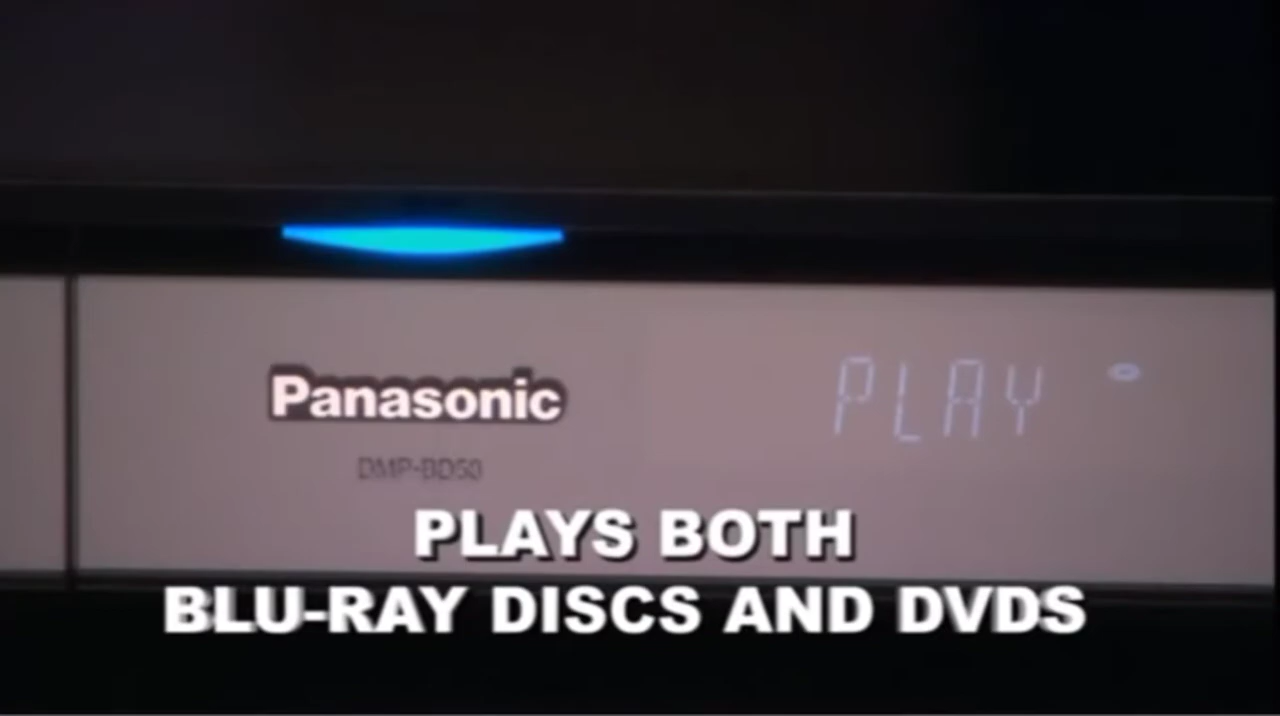 Panasonic
PLAY
DMP-BD50
PLAYS BOTH
BLU-RAY DISCS AND DVDS